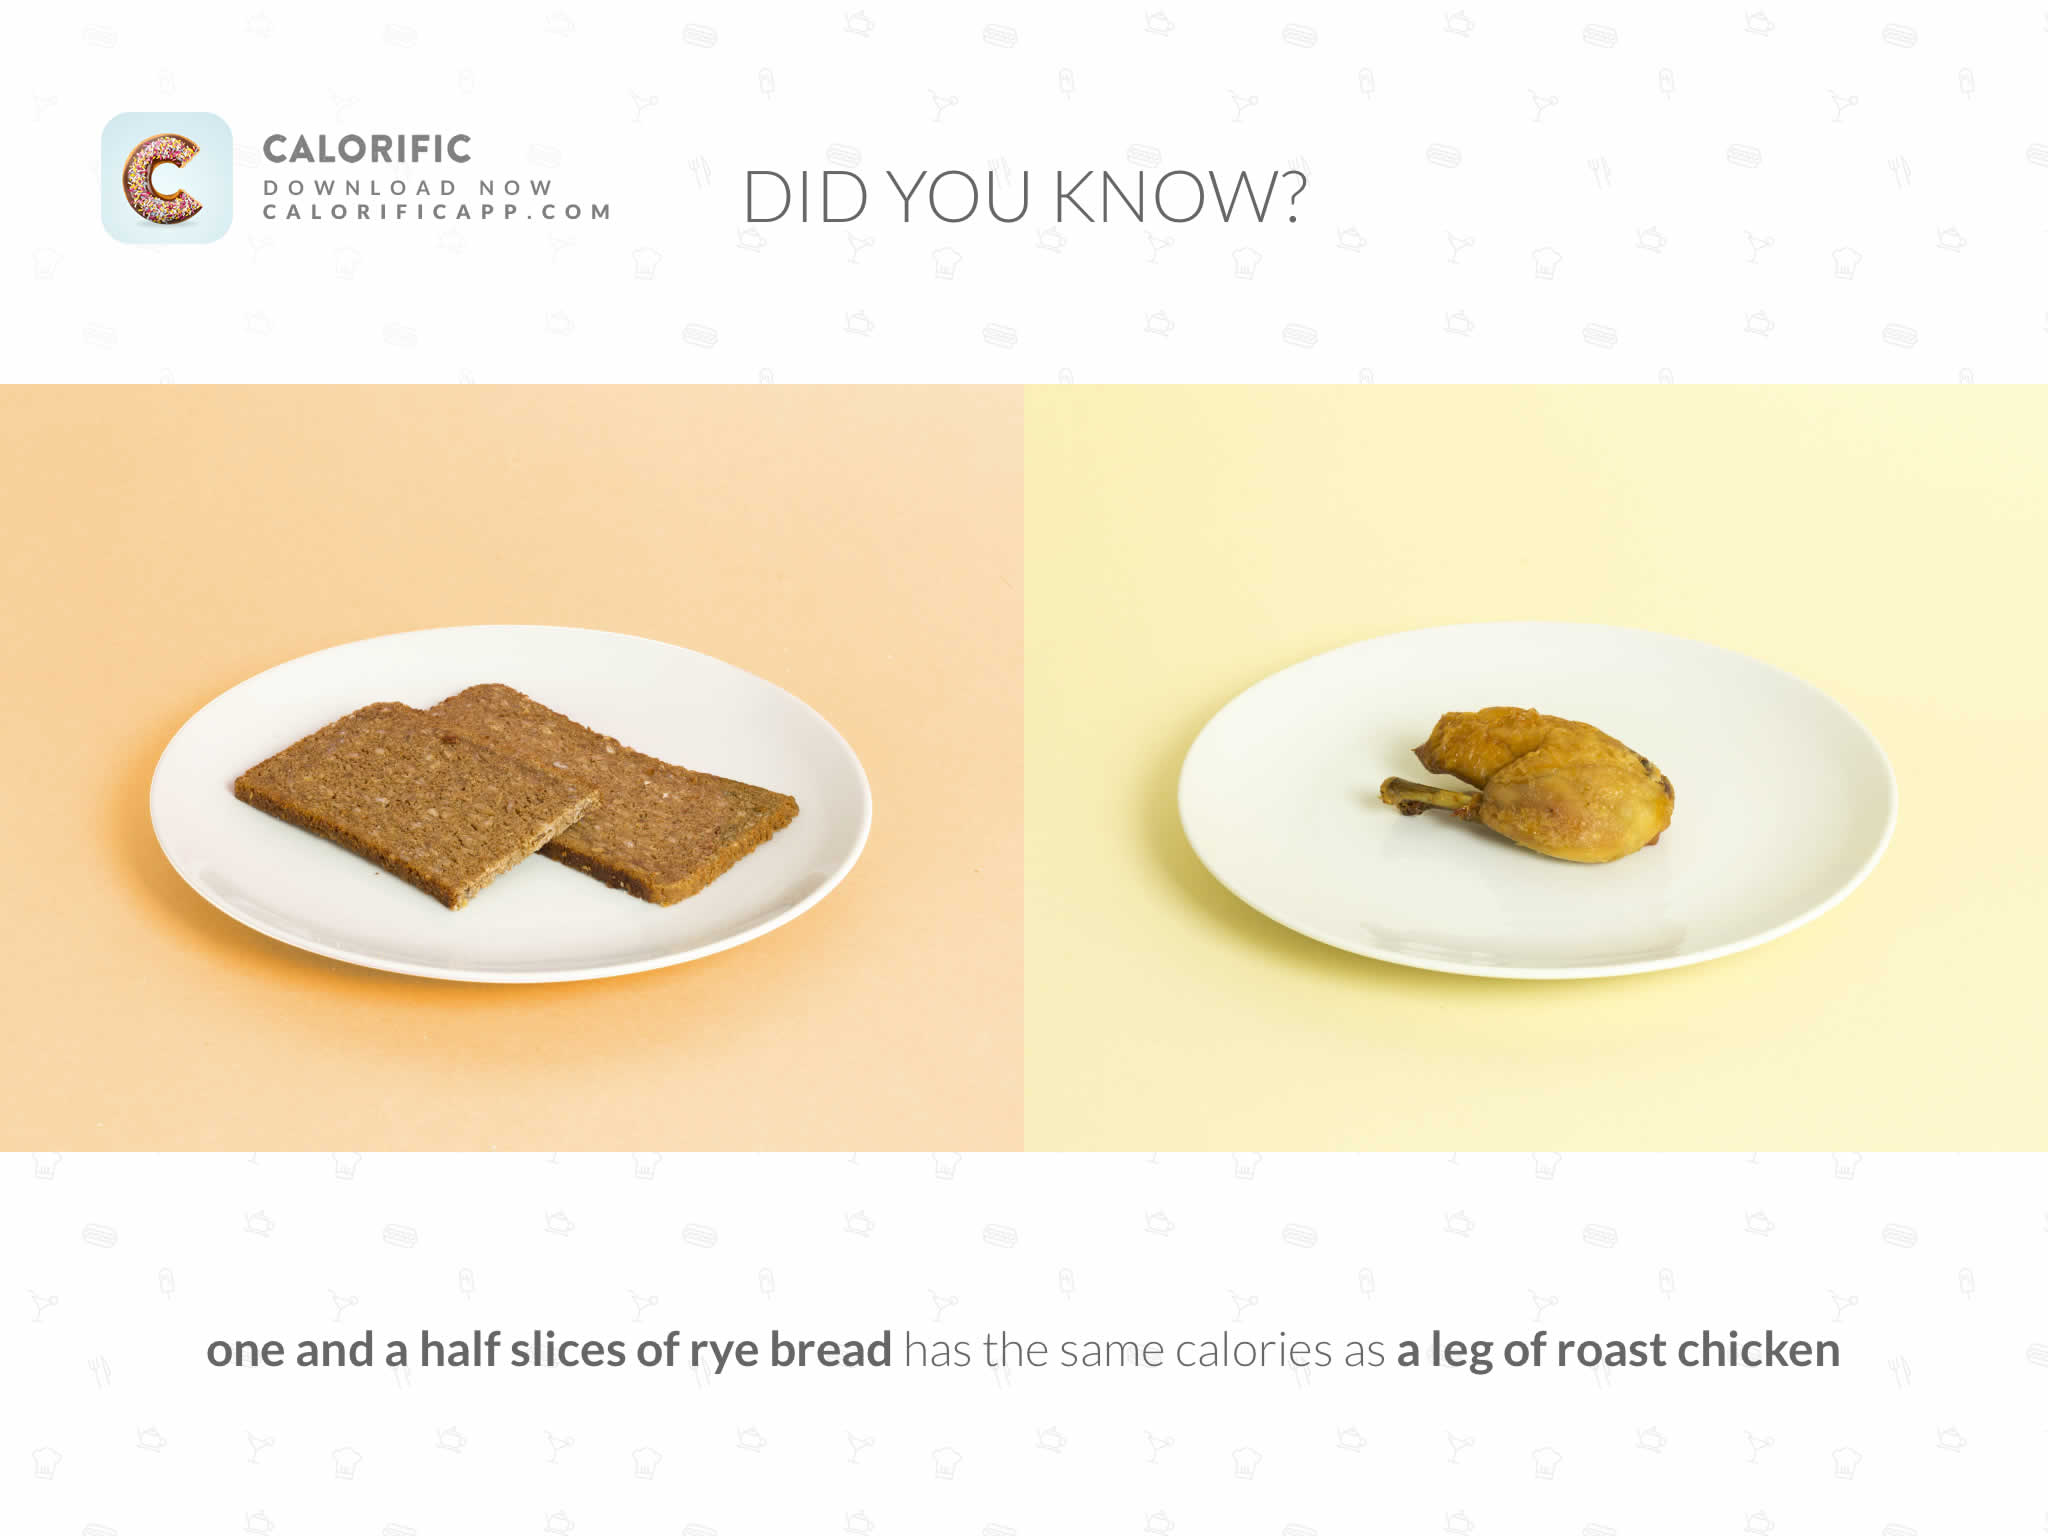 CALORIFIC
DOWNLOAD NOW
CALORIFICAPP.COM
DID YOU KNOW?
one and a half slices of rye bread has the same calories as a leg of roast chicken